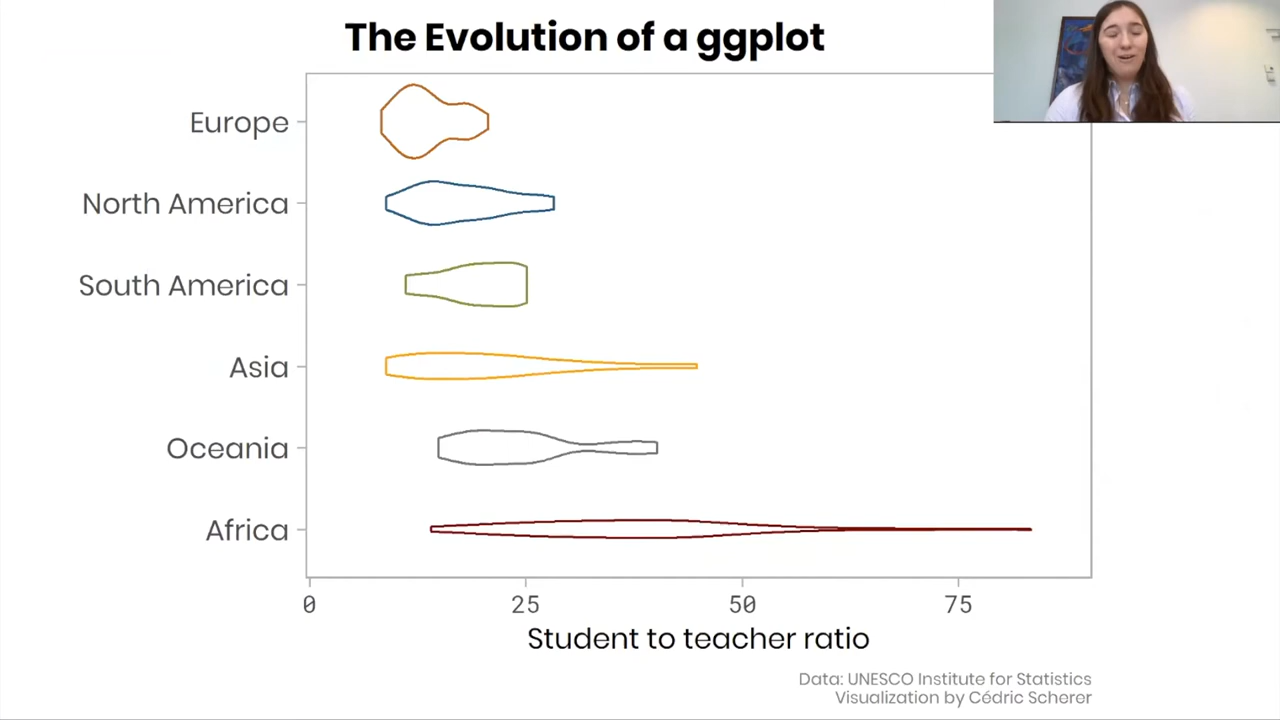 The Evolution of a ggplot
Europe
North America
South America
Asia
Oceania
Africa
0 25 50 75
Student to teacher ratio
Data: UNESCO Institute for Statistics
Visualization by Cédric Scherer